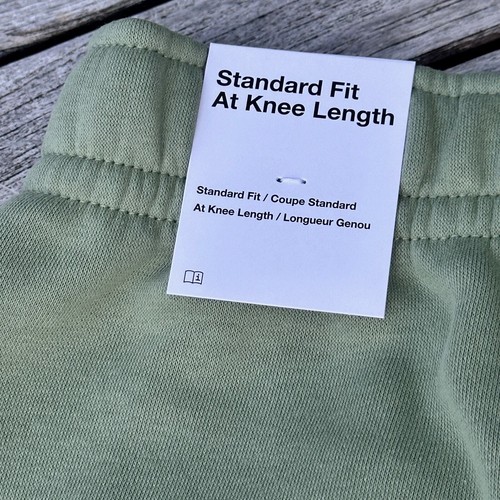 Standard Fit
At Knee Length
Standard Fit / Coupe Standard
At Knee Length / Longueur Genou
i